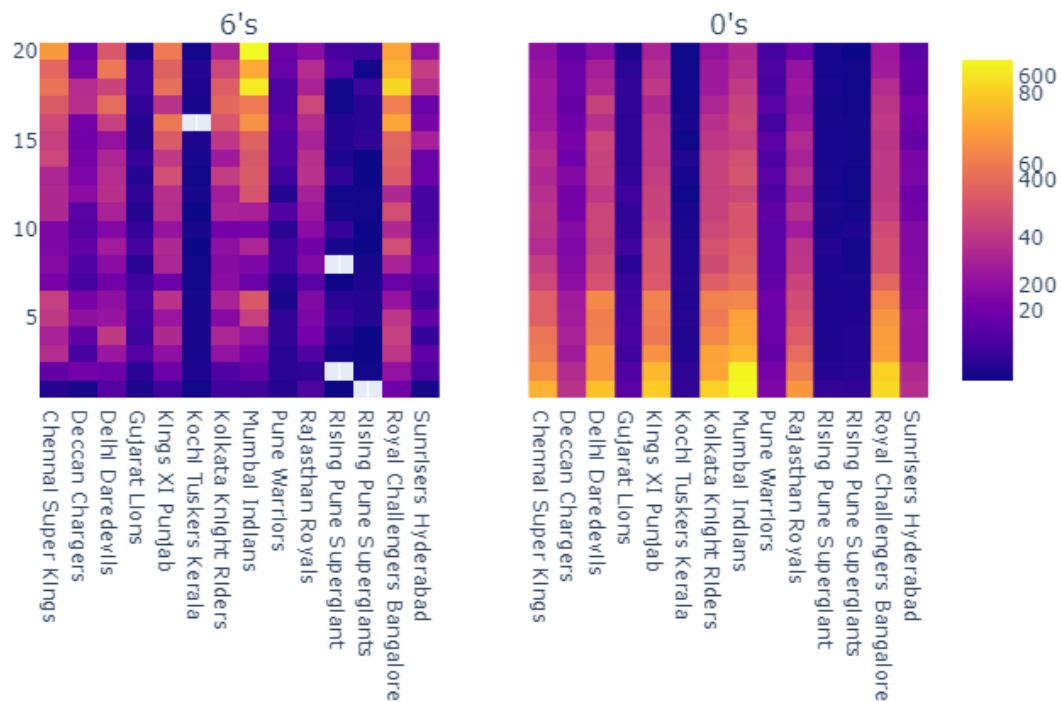 6's
0's
20
15
10
5
600
80
60
400
40
200
20
Chennai Super Kings
Deccan Chargers
Delhi Daredevils
Gujarat Lions
Kings XI Punjab
Kochi Tuskers Kerala
Kolkata Knight Riders
Mumbai Indians
Pune Warriors
Rajasthan Royals
Rising Pune Supergiant
Rising Pune Supergiants
Royal Challengers Bangalore
Sunrisers Hyderabad
Chennai Super Kings
Deccan Chargers
Delhi Daredevils
Gujarat Lions
Kings XI Punjab
Kochi Tuskers Kerala
Kolkata Knight Riders
Mumbai Indians
Pune Warriors
Rajasthan Royals
Rising Pune Supergiant
Rising Pune Supergiants
Royal Challengers Bangalore
Sunrisers Hyderabad